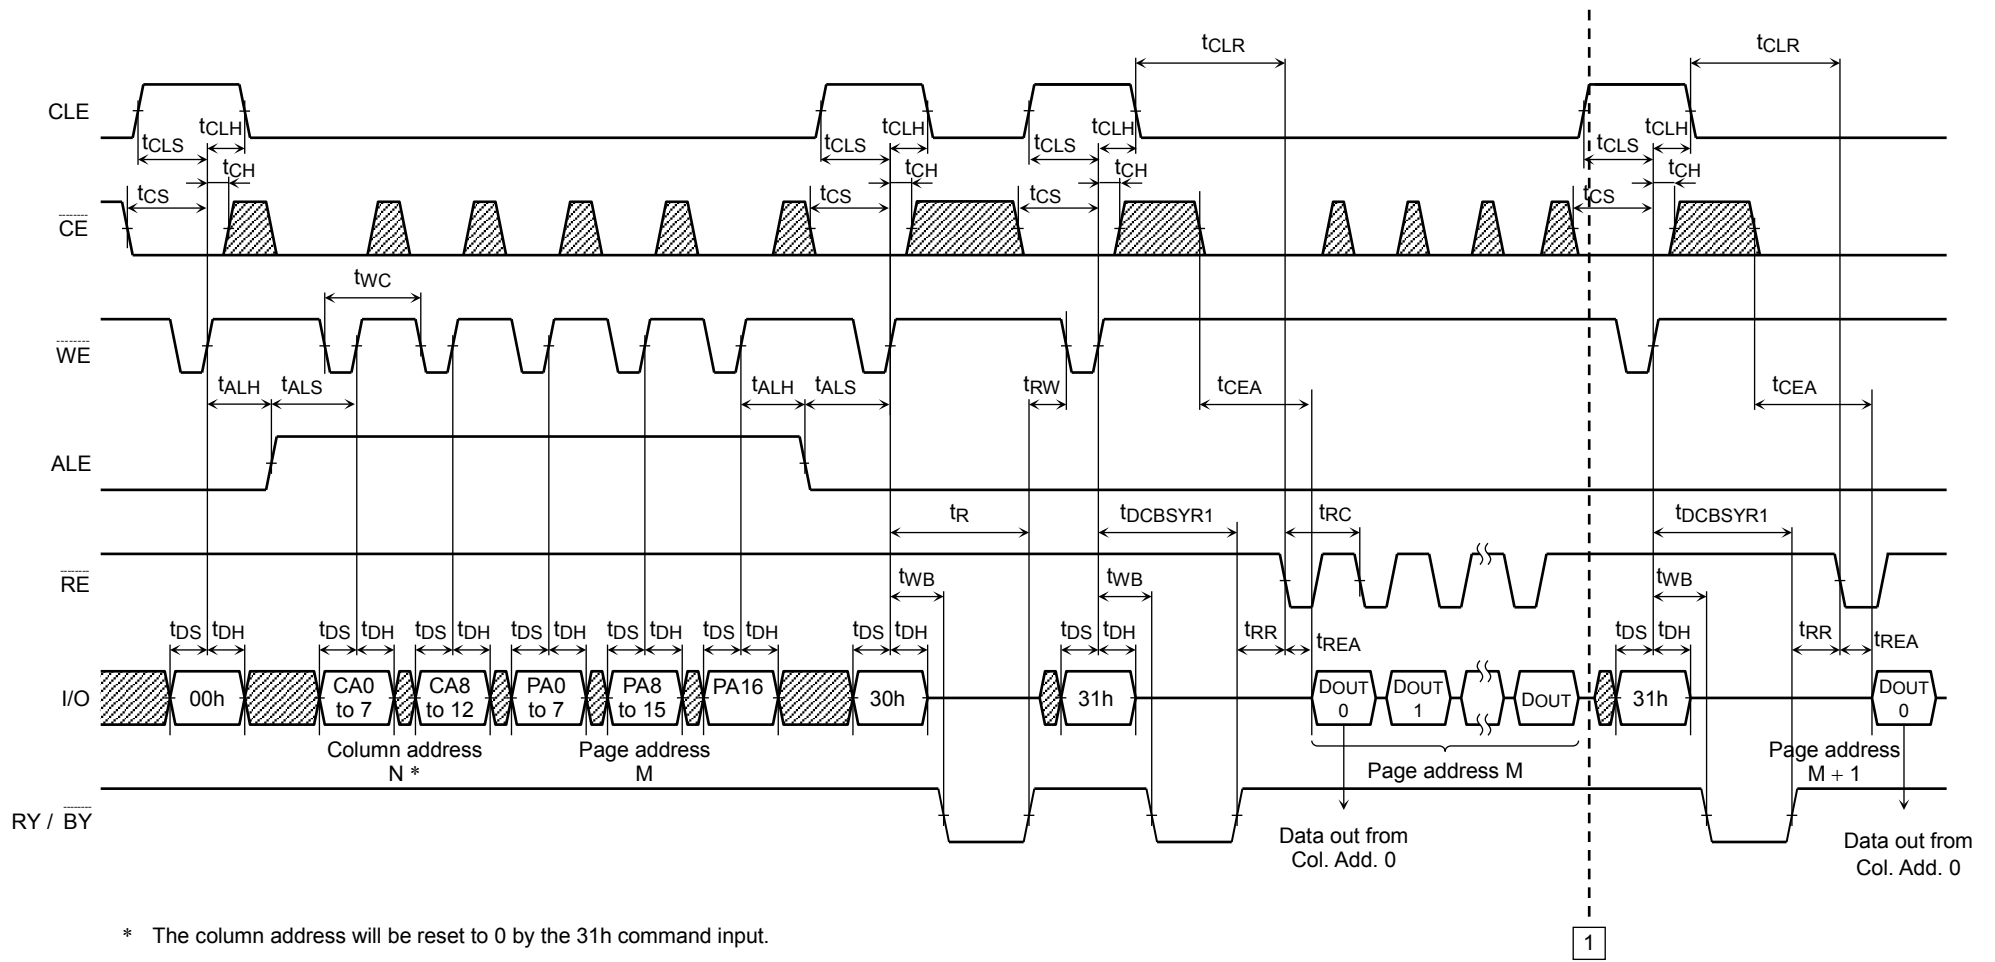 tCLR tCLR
CLE
tCLH tCLH tCLH tCLH
tCLS tCLS tCLS tCLS
tCH tCH tCH tCH
tCS tCS tCS tCS
CE
tWC
WE
tALH tALS tALH tALS tRW tCEA tCEA
ALE
tR tDCBSYR1 tRC tDCBSYR1
RE
tWB tWB tWB
tDS tDH tDS tDH tDS tDH tDS tDH tDS tDH tDS tDH tDS tDH tDS tDH tRR tREA tDS tDH tRR tREA
I/O
00h
CA0
to 7
CA8
to 12
PA0
to 7
PA8
to 15
PA16
30h
31h
DOUT
0
DOUT
1
DOUT
31h
DOUT
0
Column address
N *
Page address
M
Page address M
Page address
M + 1
RY / BY
Data out from
Col. Add. 0
Data out from
Col. Add. 0
* The column address will be reset to 0 by the 31h command input.
1